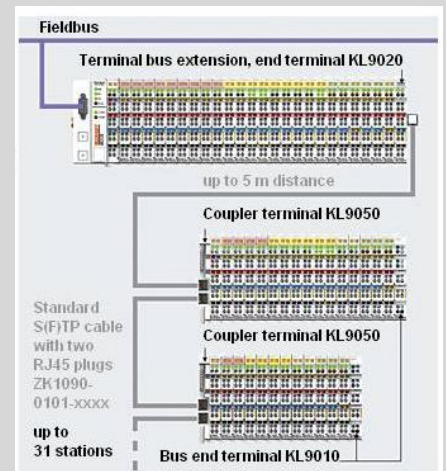 Fieldbus
Terminal bus extension, end terminal KL9020
up to 5 m distance
Coupler terminal KL9050
Standard
S(F)TP cable
with two
RJ45 plugs
ZK1090-
0101-xxxx
Coupler terminal KL9050
up to
31 stations
Bus end terminal KL9010